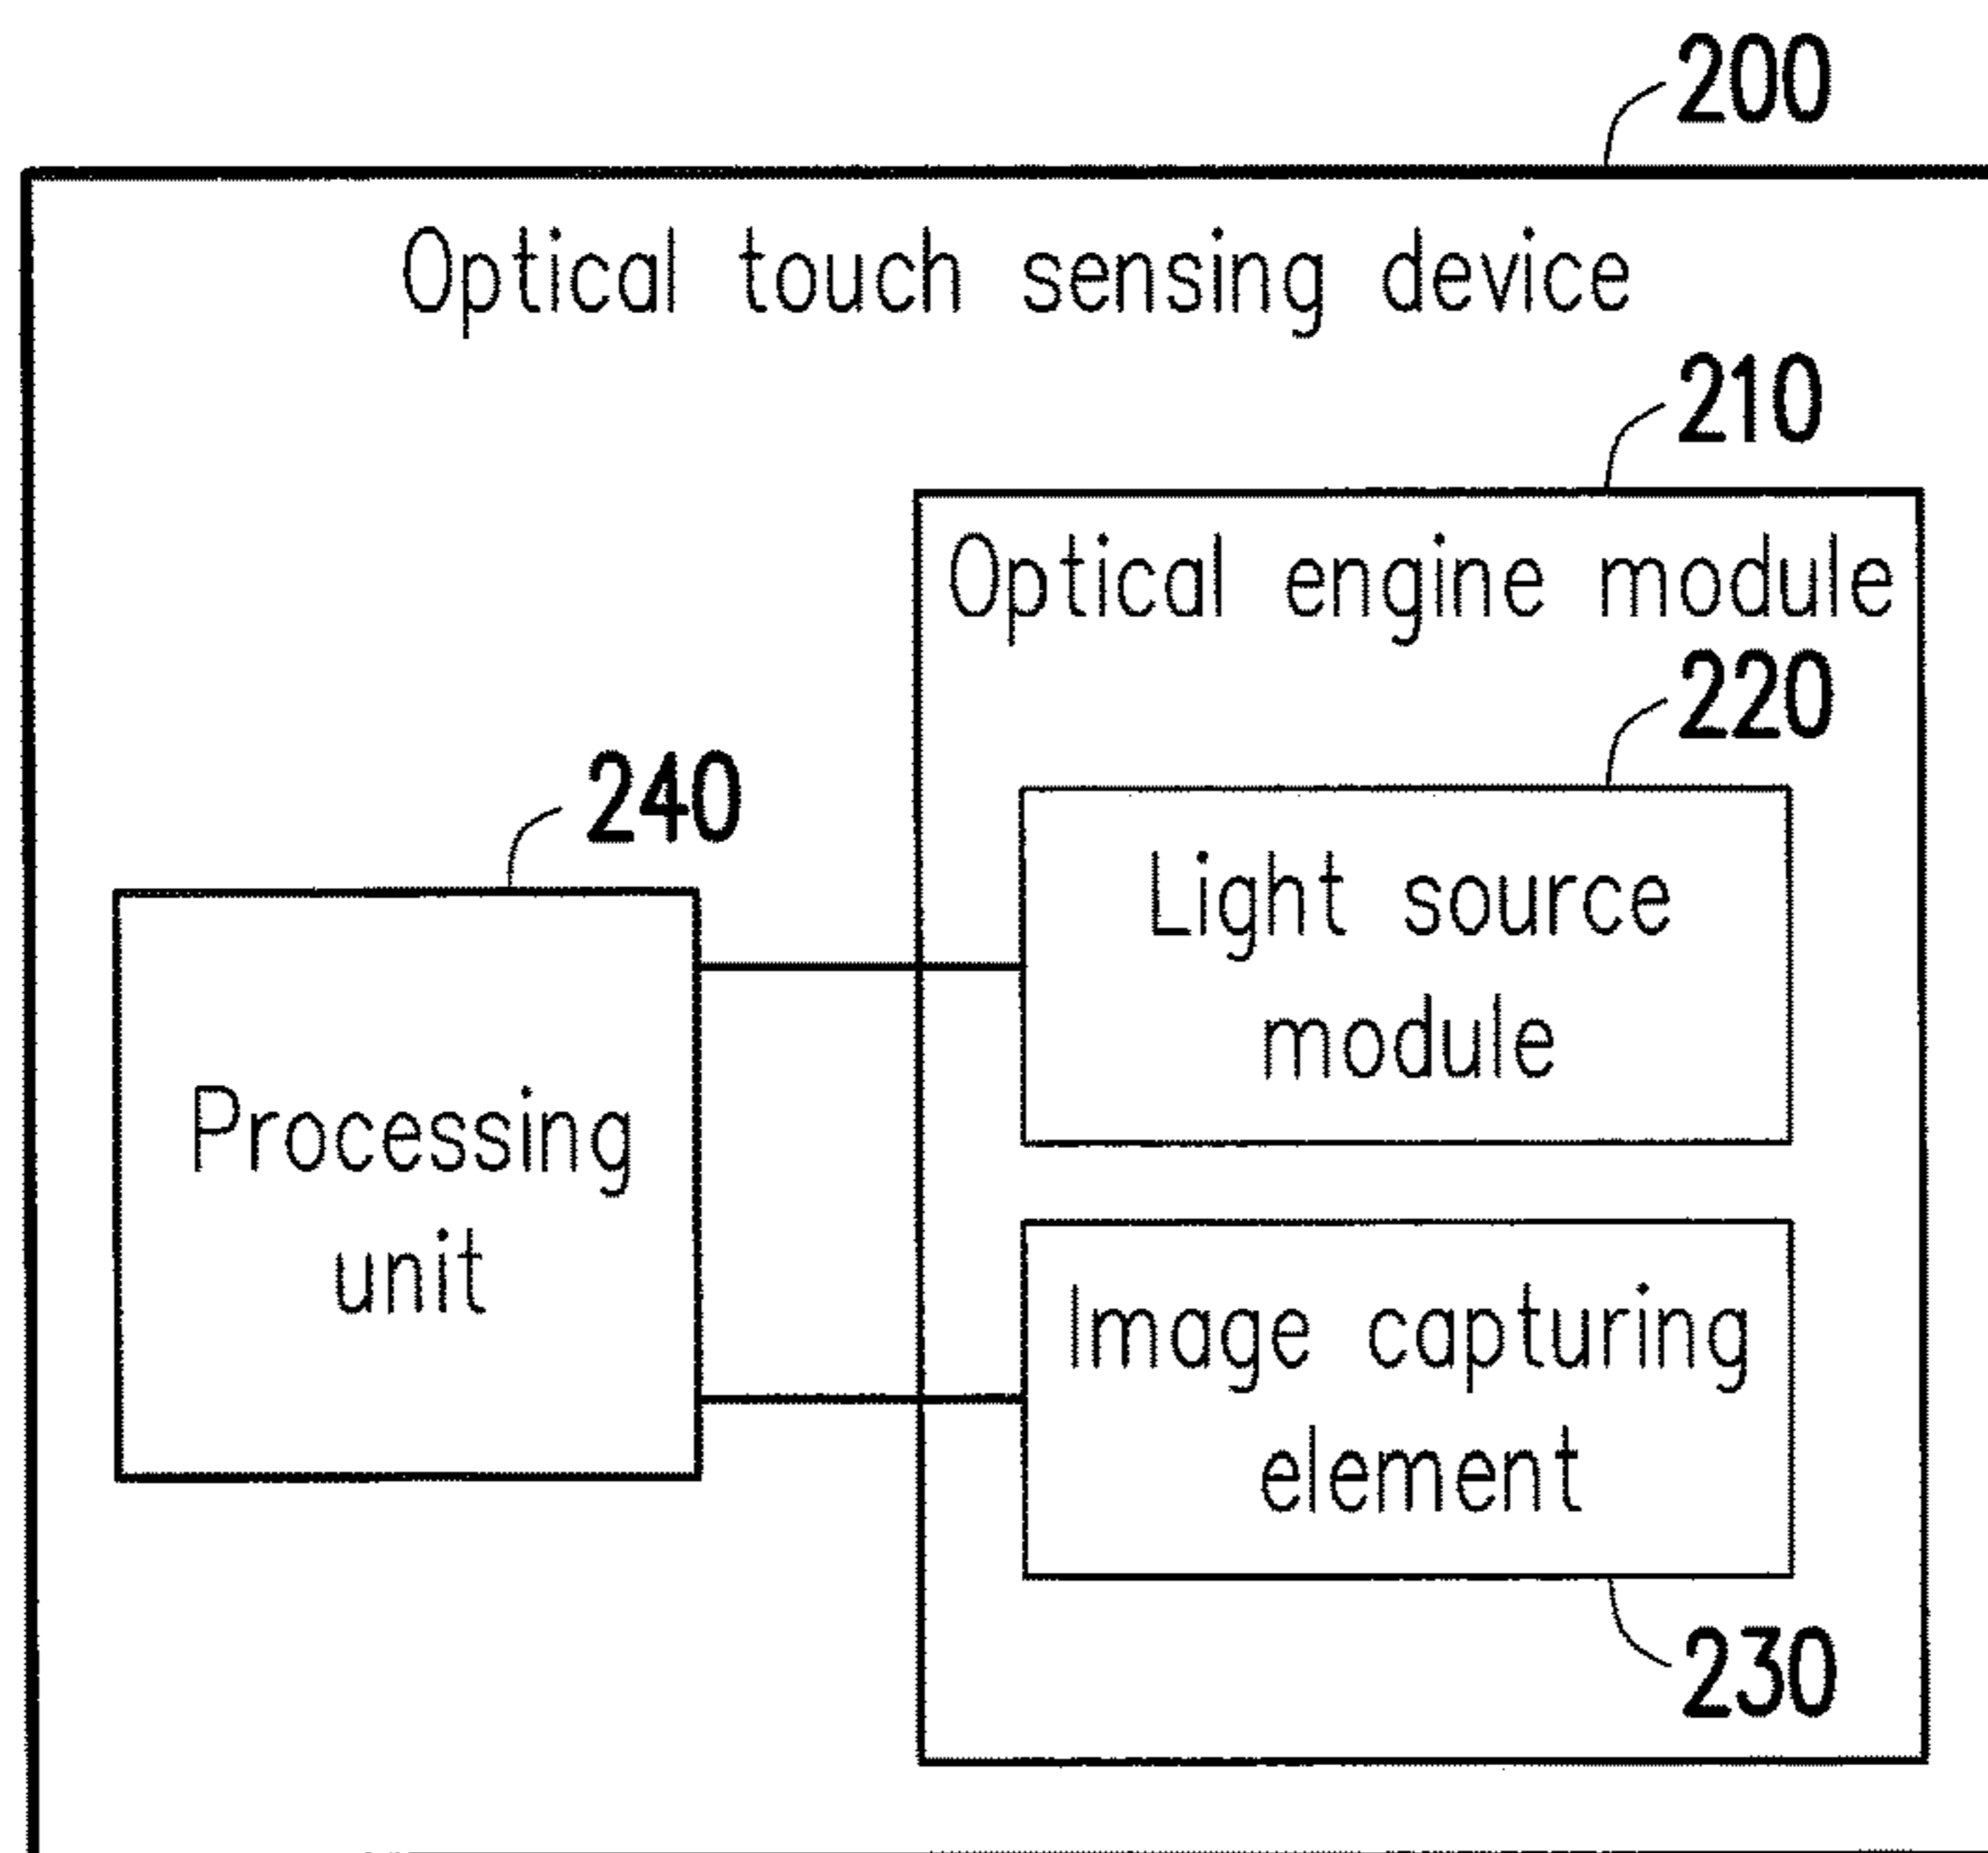 200
Optical touch sensing device
210
Optical engine module
220
240
Light source
module
Processing
unit
Image capturing
element
230